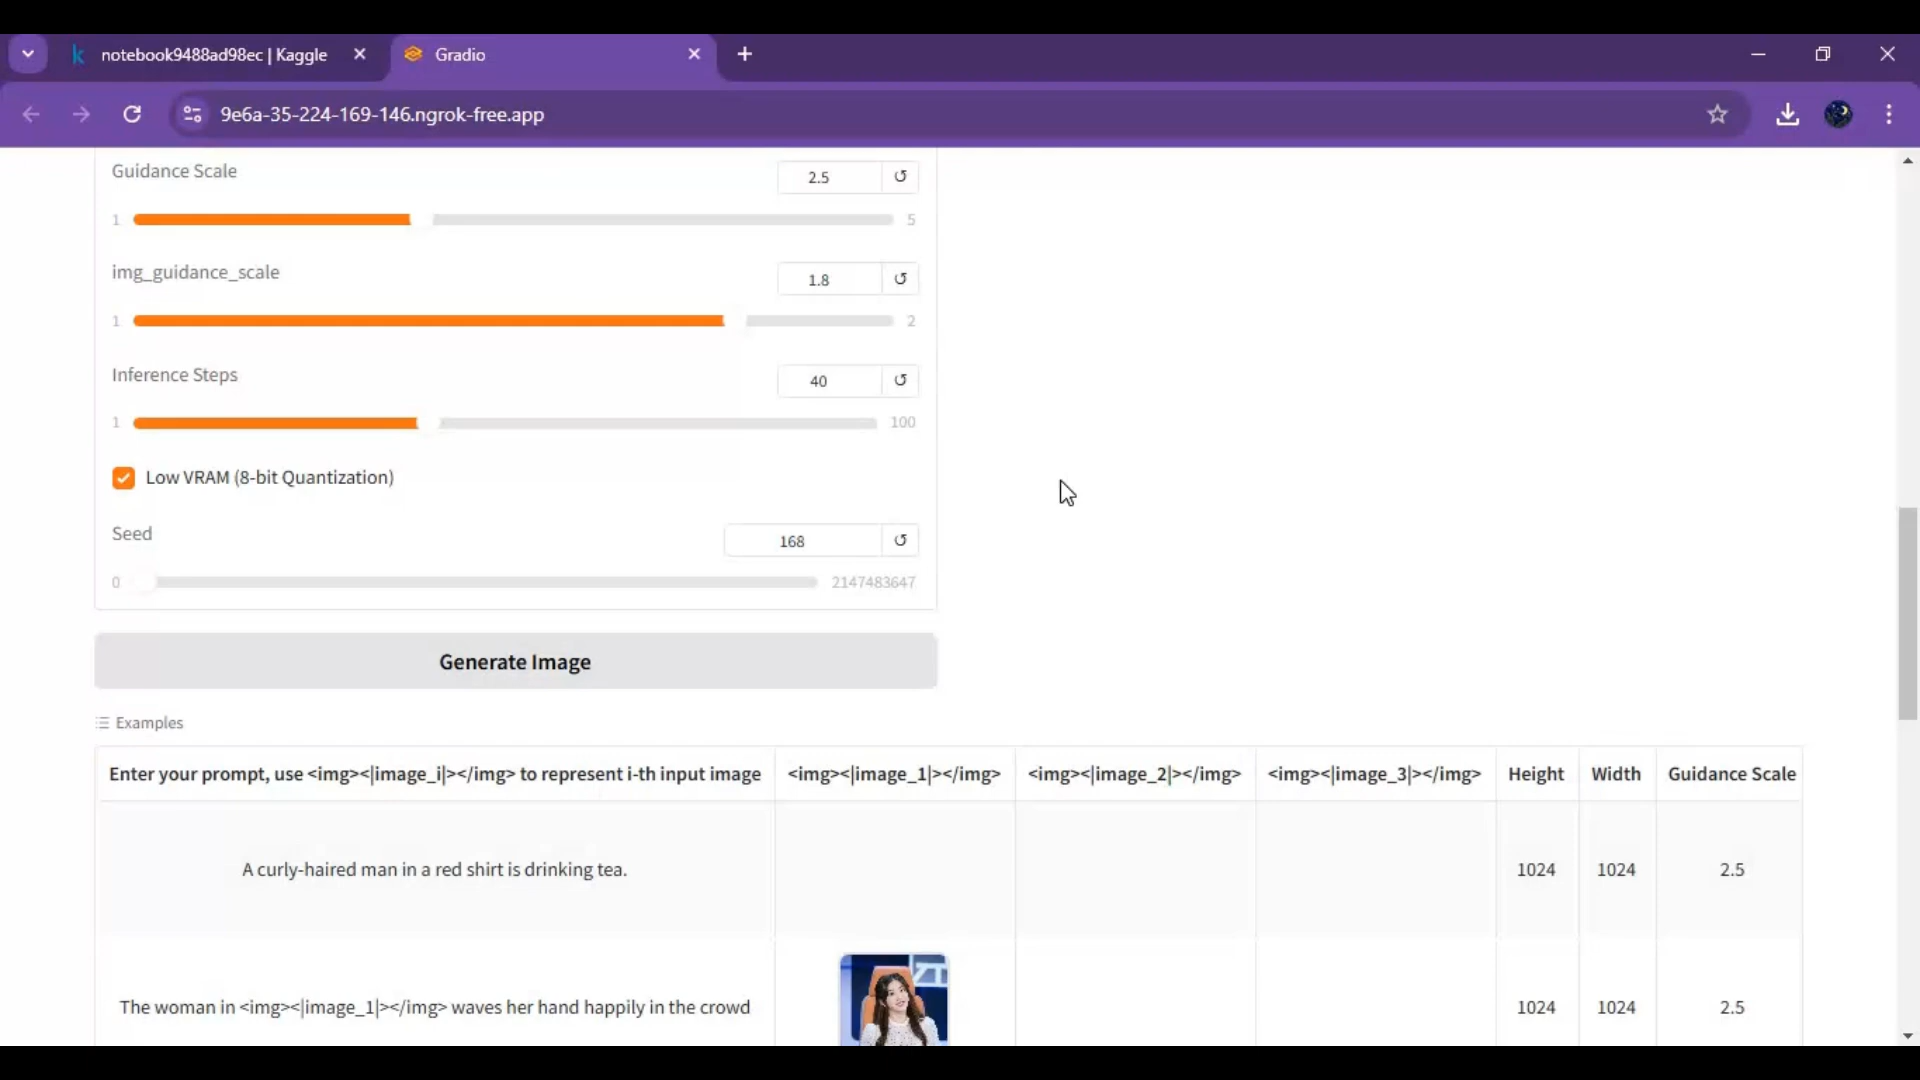 notebook9488ad98ec | Kaggle
Gradio
9e6a-35-224-169-146.ngrok-free.app
Guidance Scale
2.5
1
5
img_guidance_scale
1.8
1
2
Inference Steps
40
1
100
Low VRAM (8-bit Quantization)
Seed
168
0
2147483647
Generate Image
Examples
Enter your prompt, use <img><|image_i|></img> to represent i-th input image <img><|image_1|></img> <img><|image_2|></img> <img><|image_3|></img> Height Width Guidance Scale
A curly-haired man in a red shirt is drinking tea. 1024 1024 2.5
The woman in <img><|image_1|></img> waves her hand happily in the crowd 1024 1024 2.5